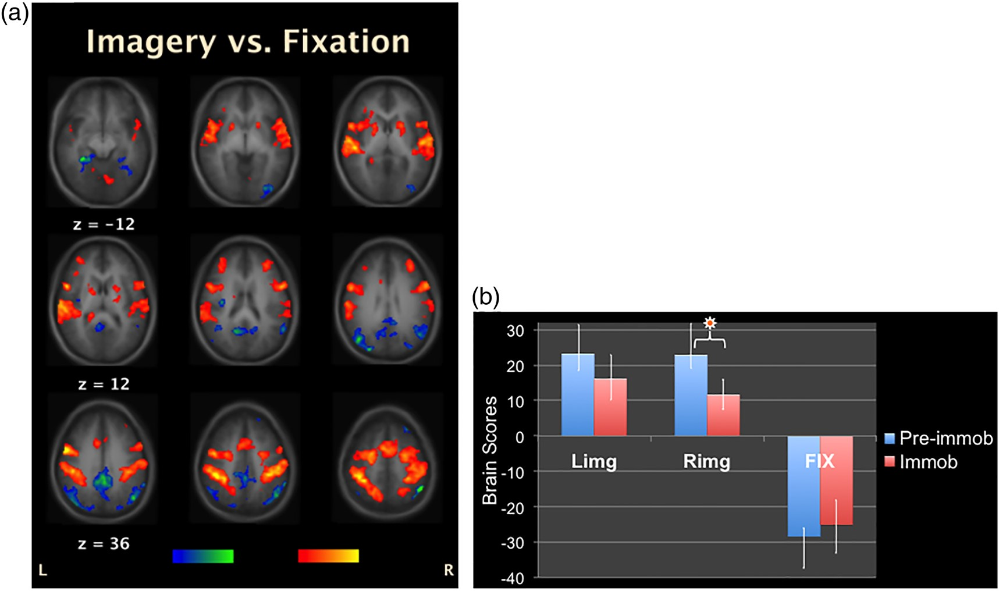 (a)
Imagery vs. Fixation
z = -12
z = 12
z = 36
L
R
(b)
Brain Scores
30
20
10
0
-10
-20
-30
-40
Limg
Rimg
FIX
Pre-immob
Immob